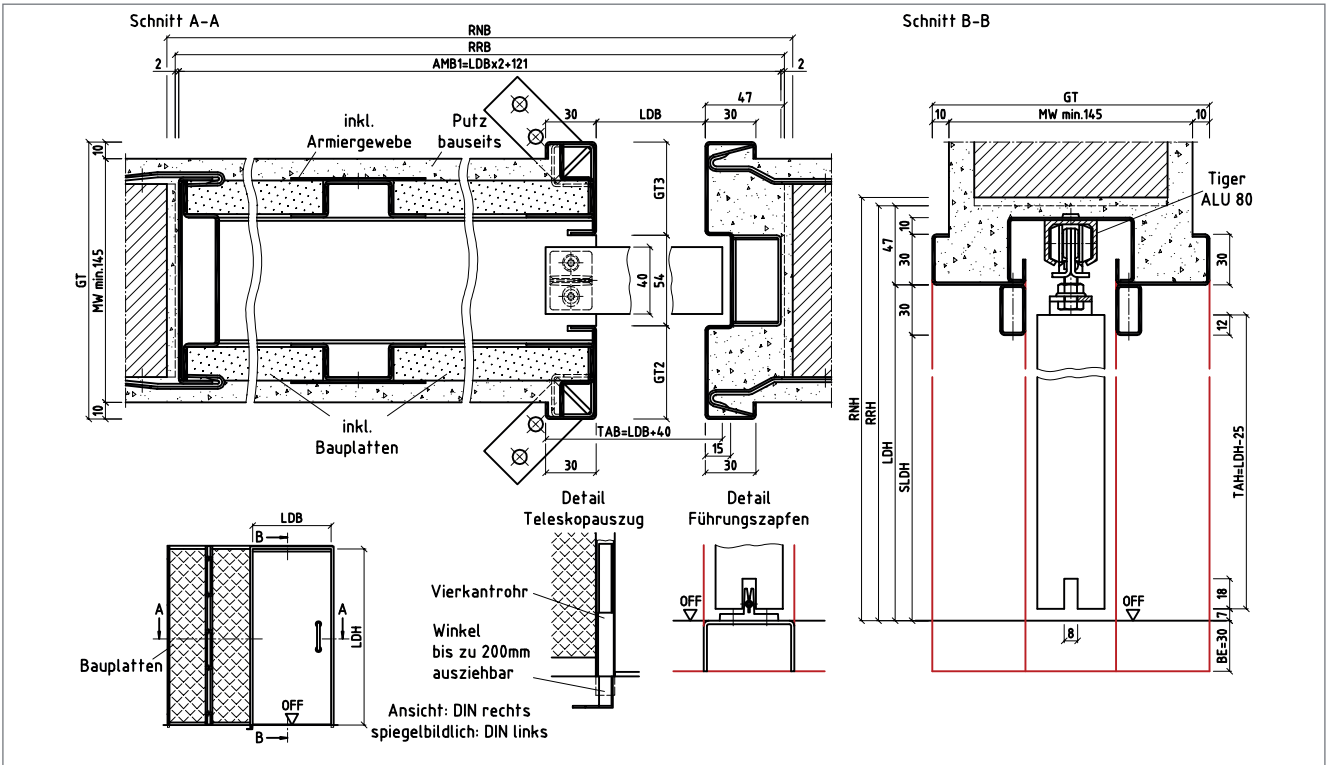 Schnitt A-A
RNB
RRB
AMB1=LDBx2+121
2
2
47
30
LDB
30
inkl.
Armiergewebe
Putz
bauseits
10
GT
MW min.145
10
GT3
40
54
GT2
inkl.
Bauplatten
TAB=LDB+40
15
30
30
Schnitt B-B
GT
10
MW min.145
10
Tiger
ALU 80
10
47
30
30
30
12
RNH
RRH
LDH
SLDH
TAH=LDH-25
OFF
18
7
8
BE=30
LDB
B
A
A
LDH
Bauplatten
OFF
B
Detail
Teleskopauszug
Vierkantrohr
Winkel
bis zu 200mm
ausziehbar
Ansicht: DIN rechts
spiegelbildlich: DIN links
Detail
Führungszapfen
OFF